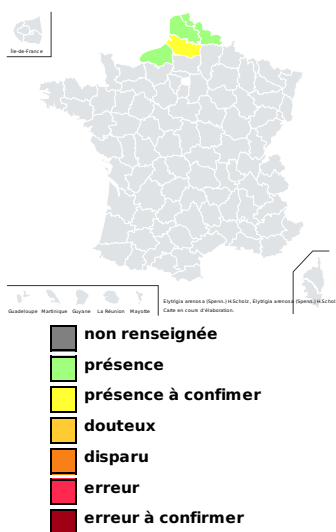 Île-de-France
Guadeloupe Martinique Guyane La Réunion Mayotte
Elytrigia arenosa (Spenn.) H.Scholz, Elytrigia arenosa (Spenn.) H.Schol
Carte en cours d'élaboration.
non renseignée
présence
présence à confimer
douteux
disparu
erreur
erreur à confirmer